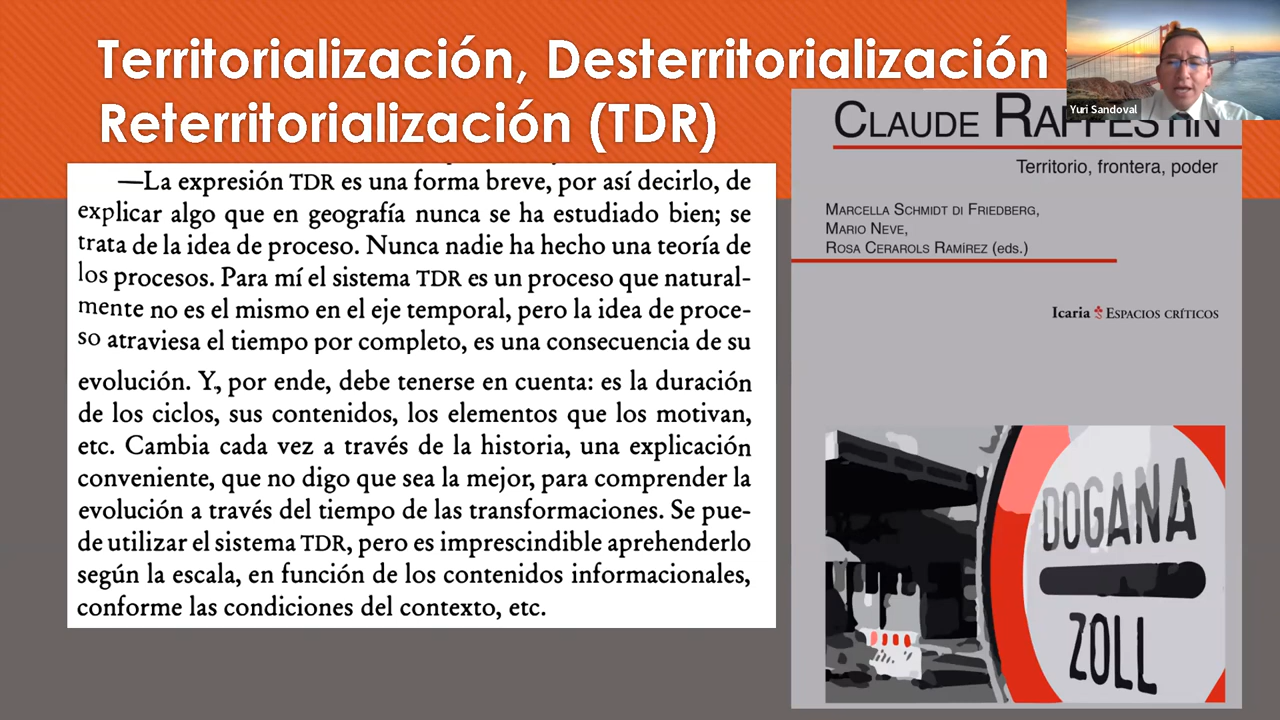 Territorialización, Desterritorialización
Reterritorialización (TDR)
—La expresión TDR es una forma breve, por así decirlo, de
explicar algo que en geografía nunca se ha estudiado bien; se
trata de la idea de proceso. Nunca nadie ha hecho una teoría de
los procesos. Para mí el sistema TDR es un proceso que natural-
mente no es el mismo en el eje temporal, pero la idea de proce-
so atraviesa el tiempo por completo, es una consecuencia de su
evolución. Y, por ende, debe tenerse en cuenta: es la duración
de los ciclos, sus contenidos, los elementos que los motivan,
etc. Cambia cada vez a través de la historia, una explicación
conveniente, que no digo que sea la mejor, para comprender la
evolución a través del tiempo de las transformaciones. Se pue-
de utilizar el sistema TDR, pero es imprescindible aprehenderlo
según la escala, en función de los contenidos informacionales,
conforme las condiciones del contexto, etc.
Yuri Sandoval
CLAUDE RAFFESTIN
Territorio, frontera, poder
MARCELLA SCHMIDT DI FRIEDBERG,
MARIO NEVE,
ROSA CERAROLS RAMÍREZ (eds.)
Icaria ESPACIOS CRÍTICOS
DOGANA
ZOLL